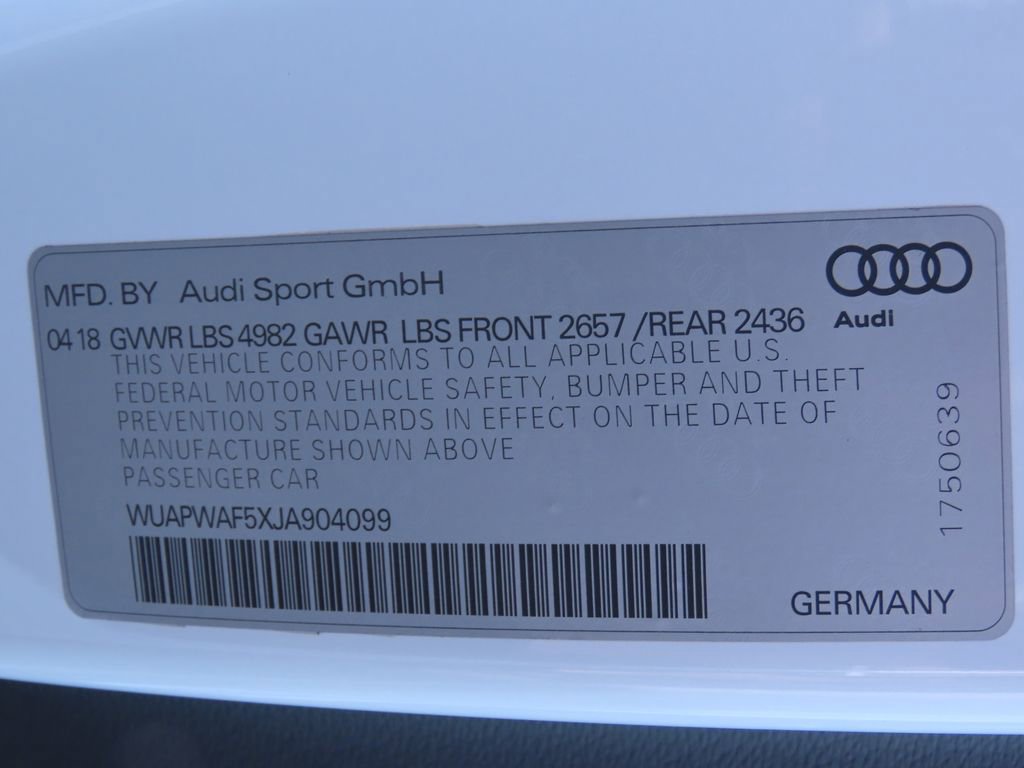 MFD. BY Audi Sport GmbH
04 18 GVWR LBS 4982 GAWR LBS FRONT 2657 /REAR 2436
Audi
THIS VEHICLE CONFORMS TO ALL APPLICABLE U.S.
FEDERAL MOTOR VEHICLE SAFETY, BUMPER AND THEFT
PREVENTION STANDARDS IN EFFECT ON THE DATE OF
MANUFACTURE SHOWN ABOVE
PASSENGER CAR
WUAPWAF5XJA904099
GERMANY
1750639